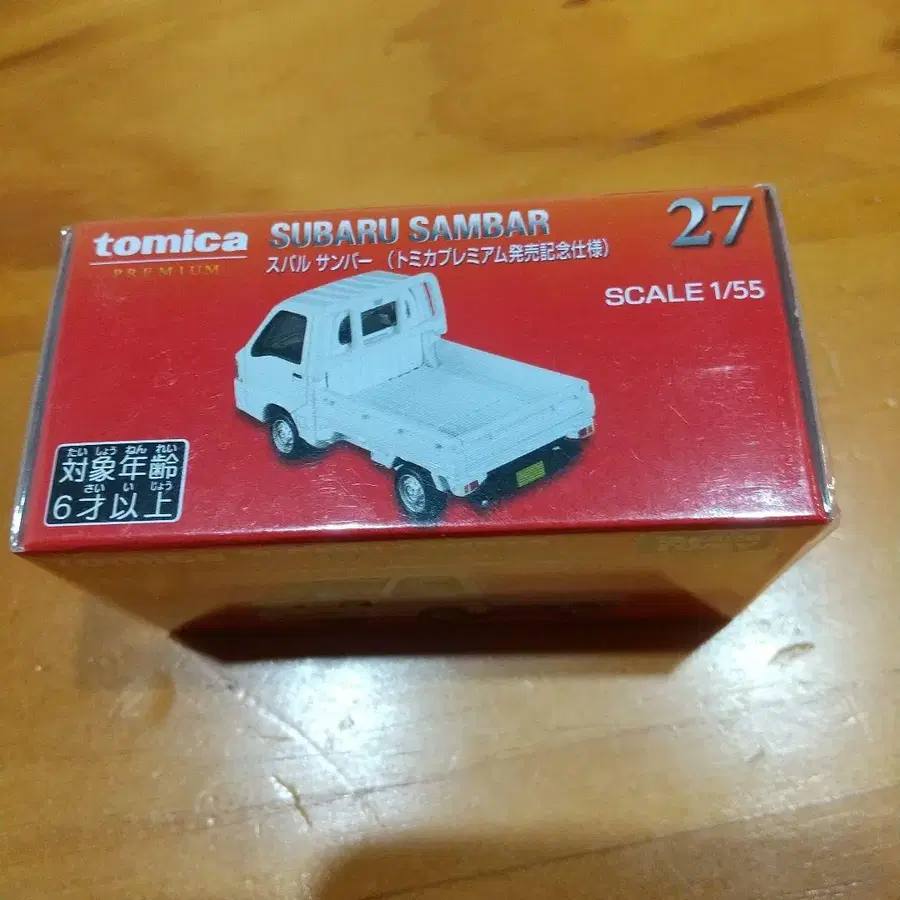 tomica
PREMIUM
SUBARU SAMBAR
スバル サンバー (トミカプレミアム発売記念仕様)
27
SCALE 1/55
たいしょうねんれい
対象年齢
さいいじょう
6才以上